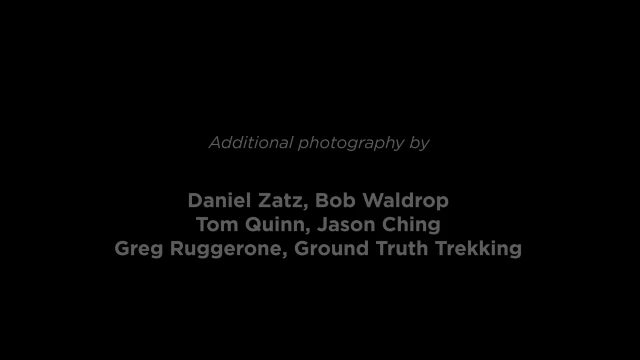 Additional photography by
Daniel Zatz, Bob Waldrop
Tom Quinn, Jason Ching
Greg Ruggerone, Ground Truth Trekking